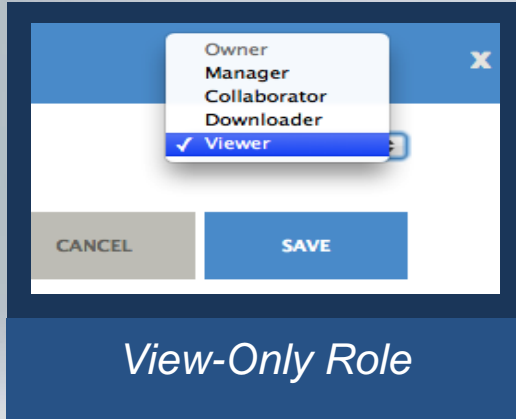 Owner
X
Manager
Collaborator
Downloader
✓ Viewer
CANCEL
SAVE
View-Only Role